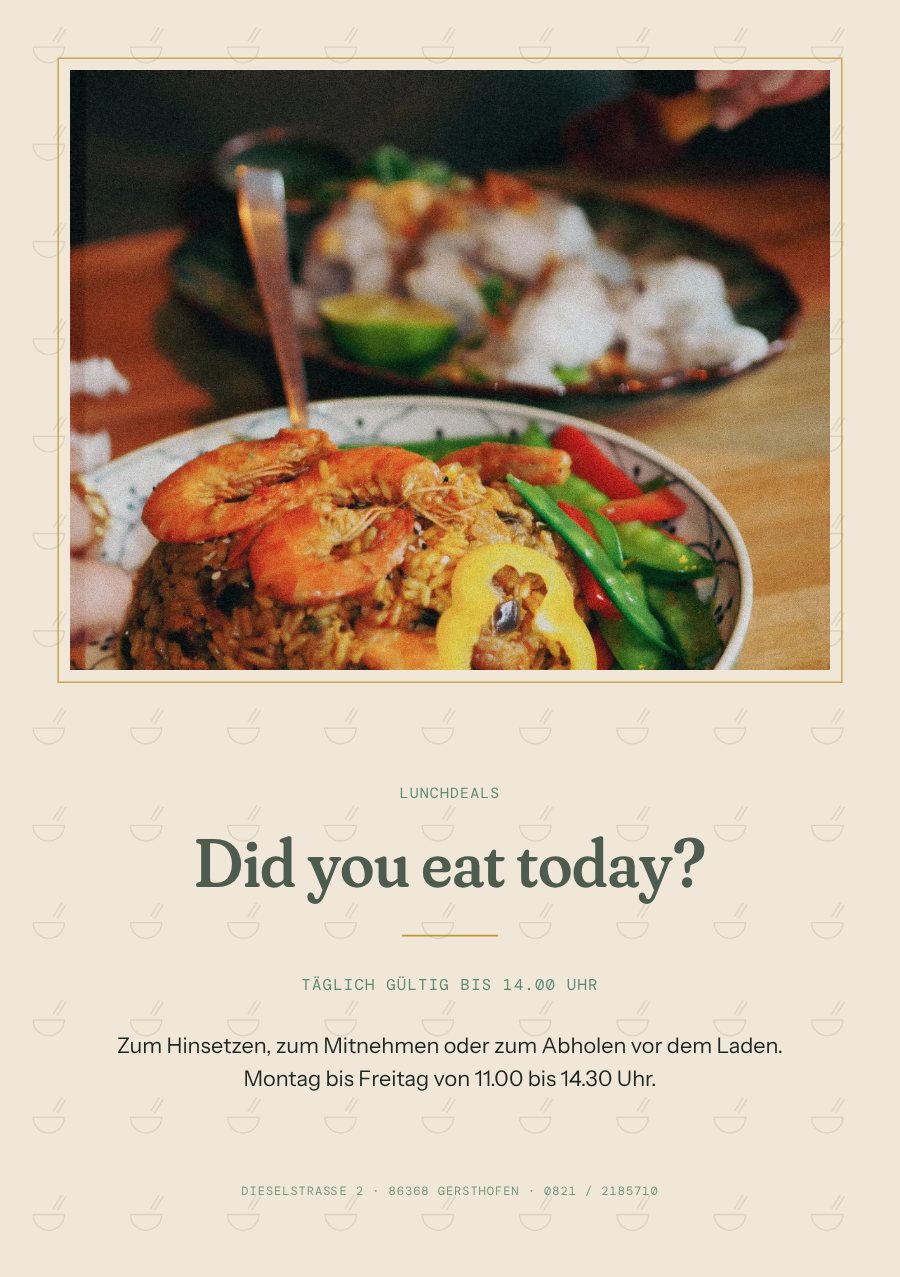 LUNCHDEALS
Did you eat today?
TÄGLICH GÜLTIG BIS 14.00 UHR
Zum Hinsetzen, zum Mitnehmen oder zum Abholen vor dem Laden.
Montag bis Freitag von 11.00 bis 14.30 Uhr.
DIESELSTRASSE 2 · 86368 GERSTHOFEN · 0821 / 2185710